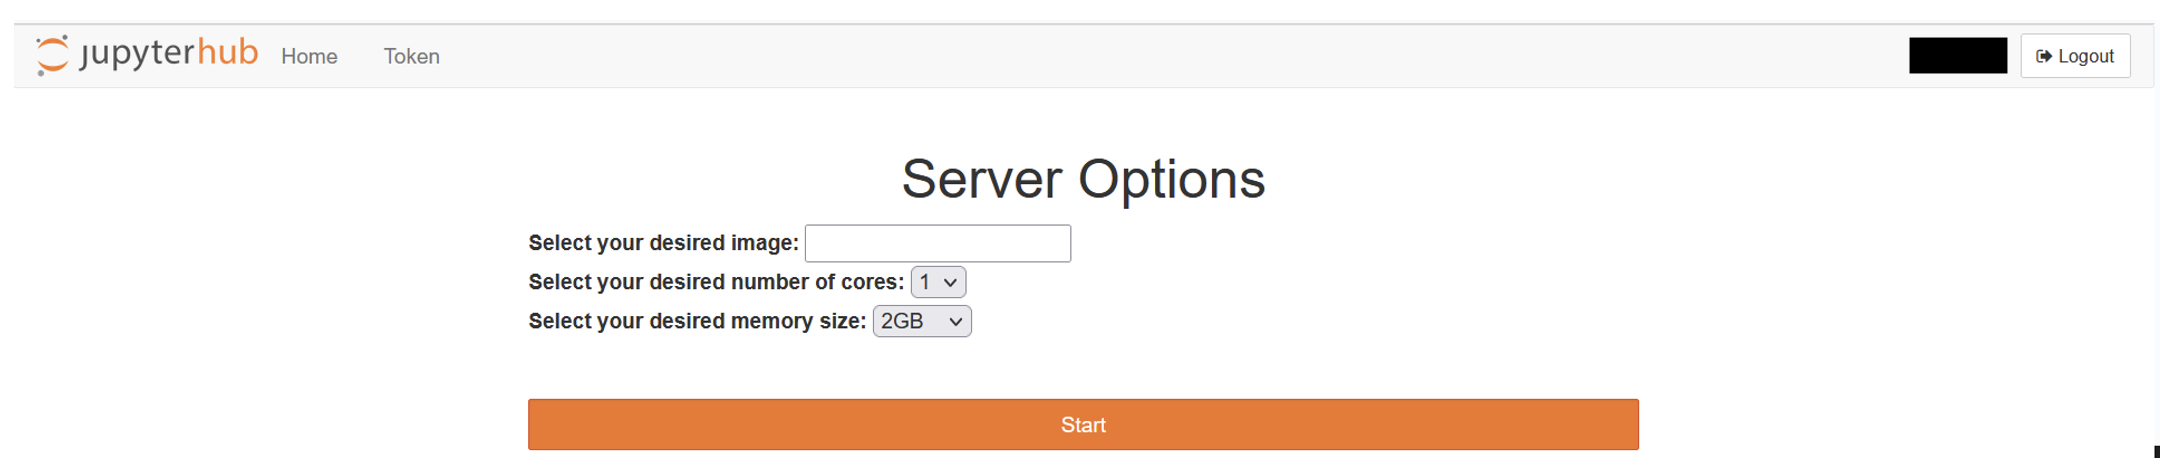 jupyterhub Home Token Logout
Server Options
Select your desired image:
Select your desired number of cores: 1
Select your desired memory size: 2GB
Start